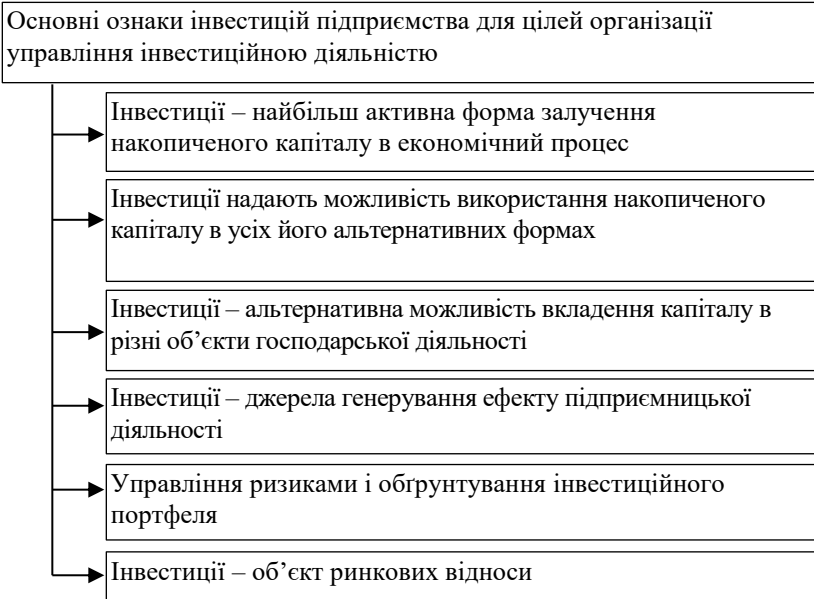 Основні ознаки інвестицій підприємства для цілей організації
управління інвестиційною діяльністю
Інвестиції – найбільш активна форма залучення
накопиченого капіталу в економічний процес
Інвестиції надають можливість використання накопиченого
капіталу в усіх його альтернативних формах
Інвестиції – альтернативна можливість вкладення капіталу в
різні об’єкти господарської діяльності
Інвестиції – джерела генерування ефекту підприємницької
діяльності
Управління ризиками і обґрунтування інвестиційного
портфеля
Інвестиції – об’єкт ринкових відноси